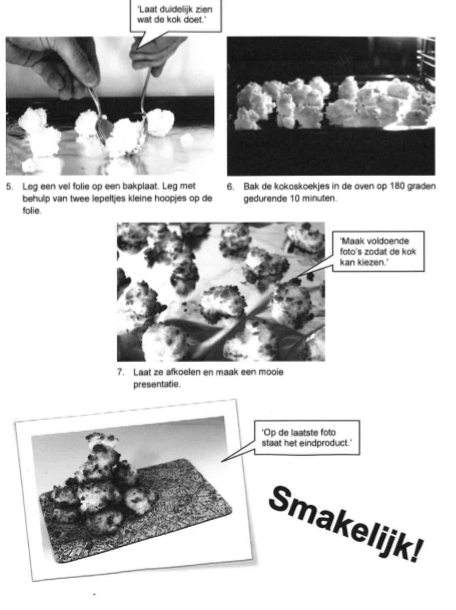 'Laat duidelijk zien
wat de kok doet.'
5. Leg een vel folie op een bakplaat. Leg met
behulp van twee lepeltjes kleine hoopjes op de
folie.
6. Bak de kokoskoekjes in de oven op 180 graden
gedurende 10 minuten.
'Maak voldoende
foto's zodat de kok
kan kiezen.'
7. Laat ze afkoelen en maak een mooie
presentatie.
'Op de laatste foto
staat het eindproduct.'
Smakelijk!